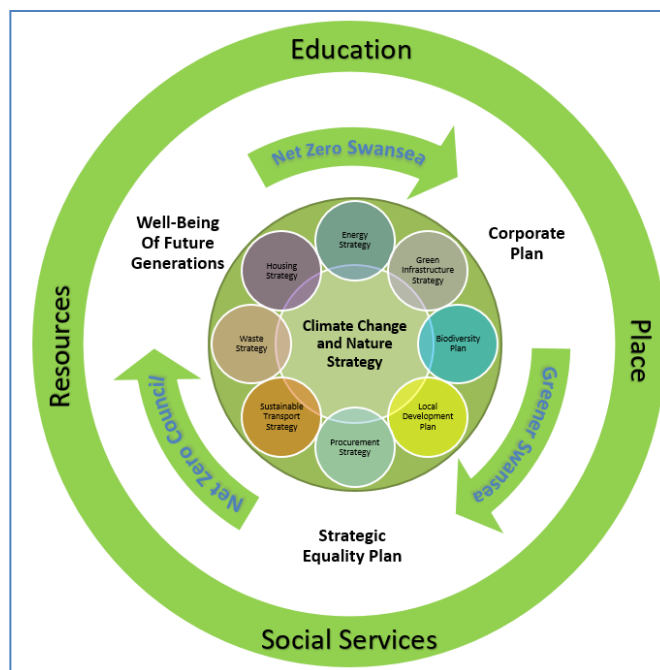 Education
Net Zero Swansea
Well-Being
Of Future
Generations
Corporate
Plan
Energy
Strategy
Housing
Strategy
Green
Infrastructure
Strategy
Waste
Strategy
Climate Change
and Nature
Strategy
Biodiversity
Plan
Resources
Place
Sustainable
Transport
Strategy
Local
Development
Plan
Procurement
Strategy
Net Zero Council
Greener Swansea
Strategic
Equality Plan
Social Services